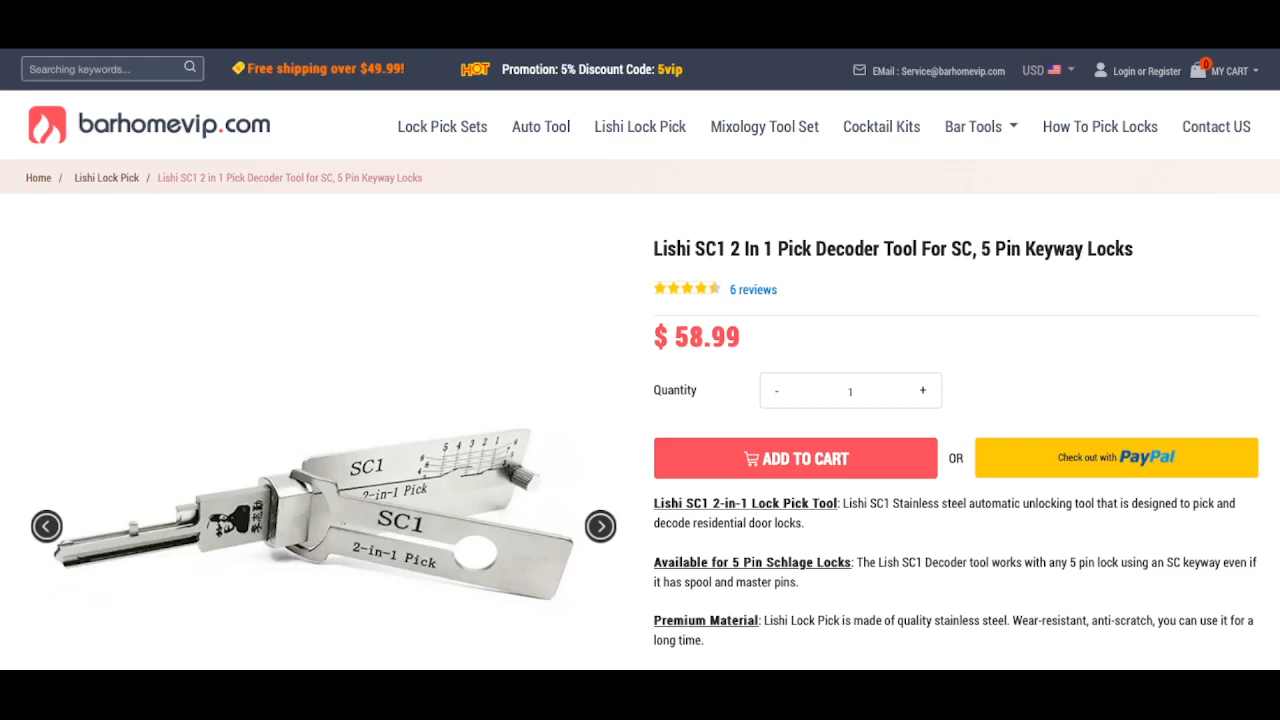 Searching keywords...
Free shipping over $49.99!
HOT Promotion: 5% Discount Code: 5vip
EMail : Service@barhomevip.com
USD
Login or Register
0
MY CART
barhomevip.com
Lock Pick Sets
Auto Tool
Lishi Lock Pick
Mixology Tool Set
Cocktail Kits
Bar Tools
How To Pick Locks
Contact US
Home / Lishi Lock Pick / Lishi SC1 2 in 1 Pick Decoder Tool for SC, 5 Pin Keyway Locks
Lishi SC1 2 In 1 Pick Decoder Tool For SC, 5 Pin Keyway Locks
6 reviews
$ 58.99
Quantity
- 1 +
ADD TO CART
OR
Check out with PayPal
5 4 3 2 1
SC1
2-in-1 Pick
SC1
2-in-1 Pick
Lishi SC1 2-in-1 Lock Pick Tool: Lishi SC1 Stainless steel automatic unlocking tool that is designed to pick and
decode residential door locks.
Available for 5 Pin Schlage Locks: The Lish SC1 Decoder tool works with any 5 pin lock using an SC keyway even if
it has spool and master pins.
Premium Material: Lishi Lock Pick is made of quality stainless steel. Wear-resistant, anti-scratch, you can use it for a
long time.